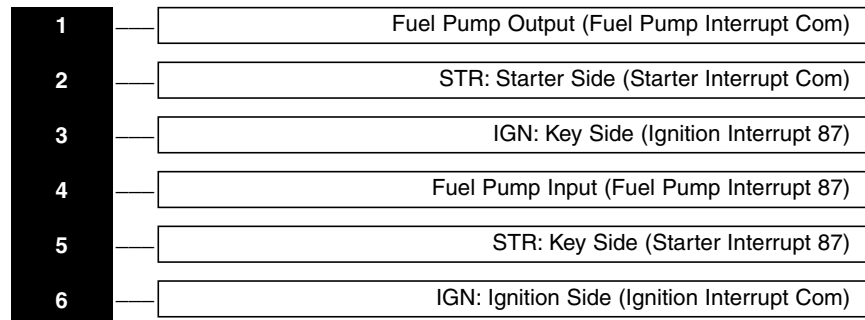 1 Fuel Pump Output (Fuel Pump Interrupt Com)
2 STR: Starter Side (Starter Interrupt Com)
3 IGN: Key Side (Ignition Interrupt 87)
4 Fuel Pump Input (Fuel Pump Interrupt 87)
5 STR: Key Side (Starter Interrupt 87)
6 IGN: Ignition Side (Ignition Interrupt Com)